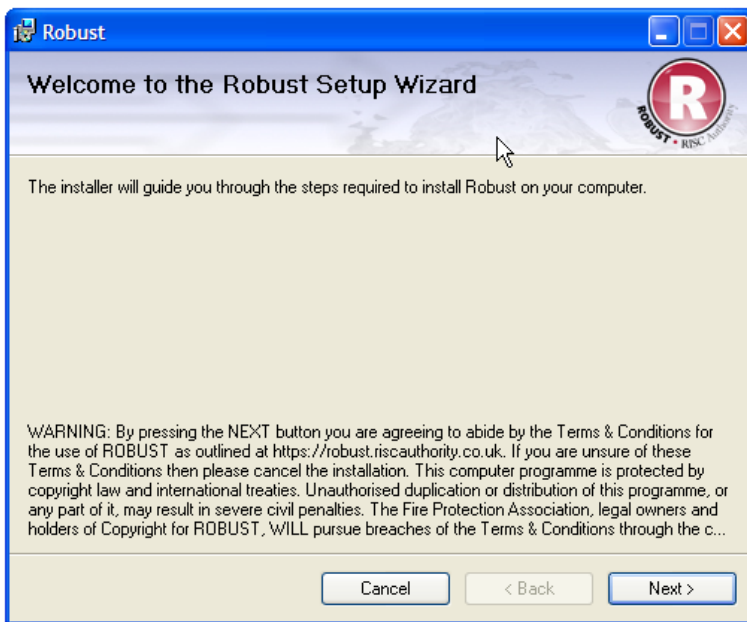 Robust
Welcome to the Robust Setup Wizard
R
ROBUST • RISC Authority
The installer will guide you through the steps required to install Robust on your computer.
WARNING: By pressing the NEXT button you are agreeing to abide by the Terms & Conditions for
the use of ROBUST as outlined at https://robust.riscauthority.co.uk. If you are unsure of these
Terms & Conditions then please cancel the installation. This computer programme is protected by
copyright law and international treaties. Unauthorised duplication or distribution of this programme, or
any part of it, may result in severe civil penalties. The Fire Protection Association, legal owners and
holders of Copyright for ROBUST, WILL pursue breaches of the Terms & Conditions through the c...
Cancel < Back Next >